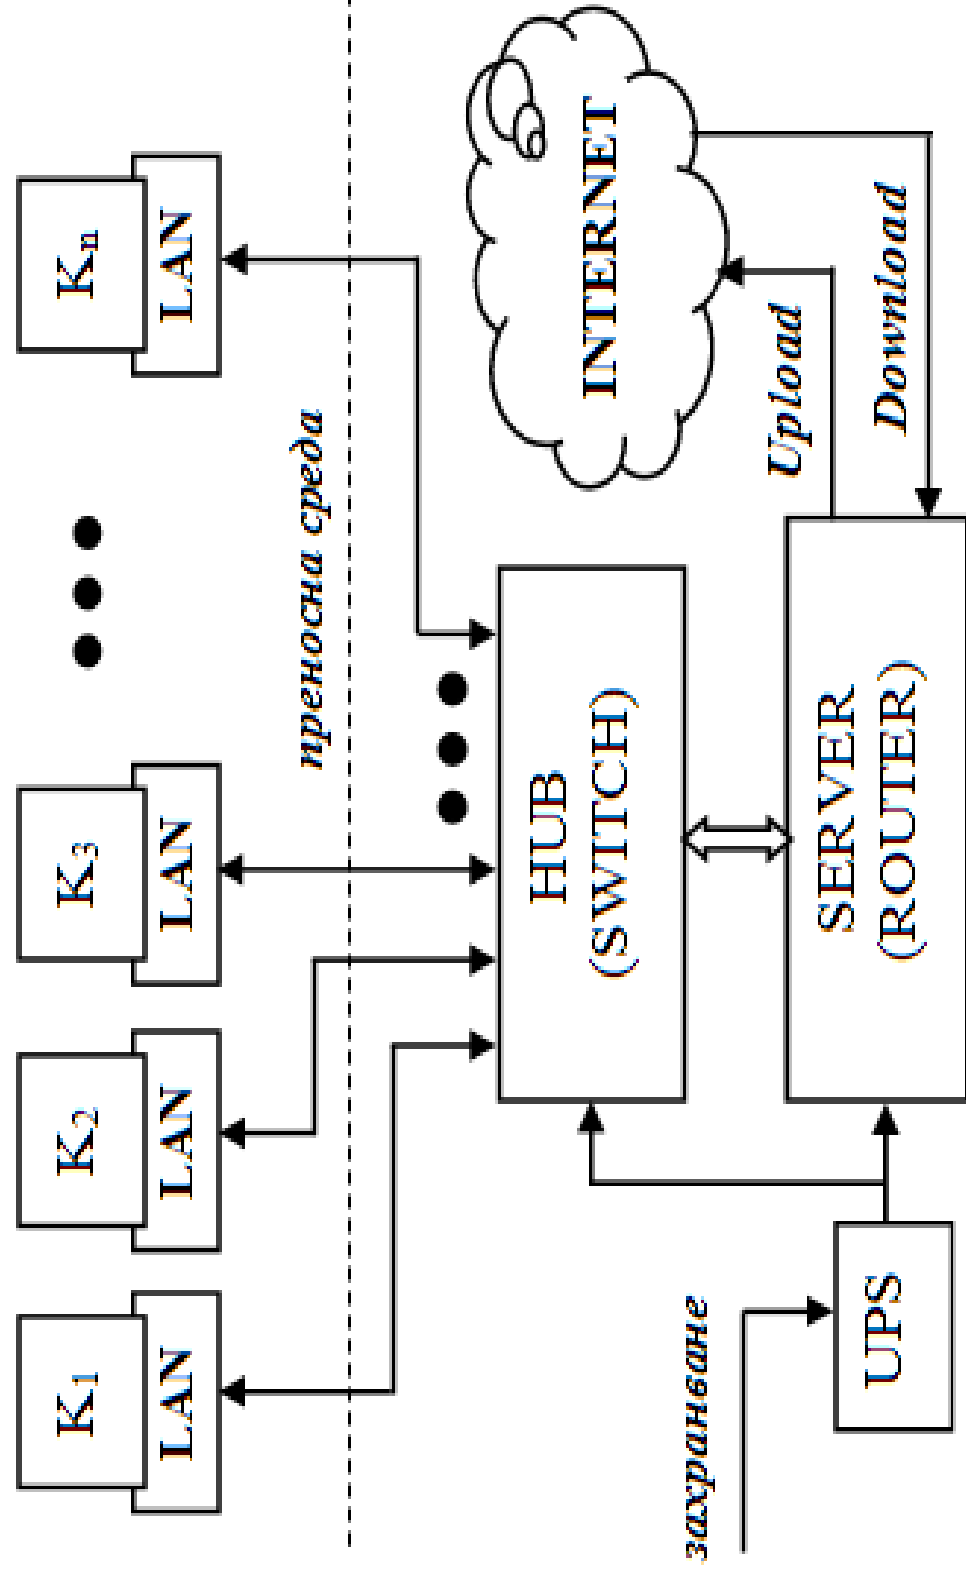 K1
LAN
K2
LAN
K3
LAN
Kn
LAN
преносна среда
HUB
(SWITCH)
INTERNET
захранване
Upload
UPS
SERVER
(ROUTER)
Download